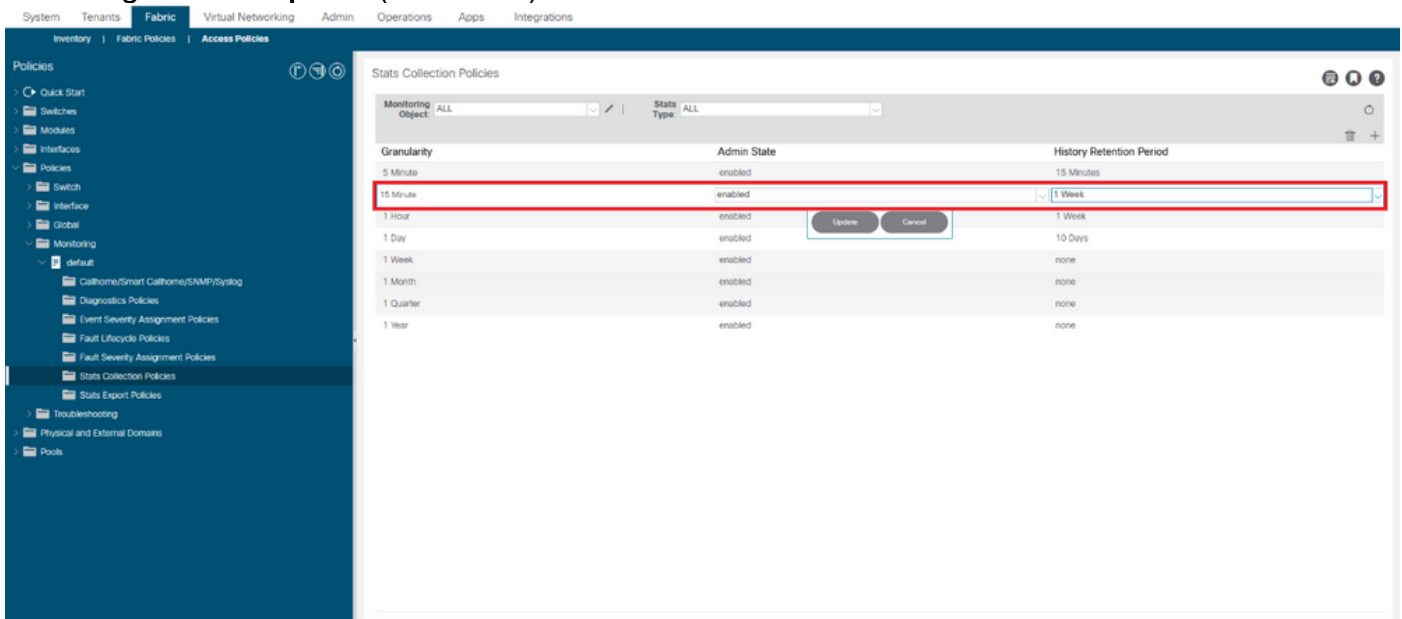 System Tenants Fabric Virtual Networking Admin Operations Apps Integrations
Inventory | Fabric Policies | Access Policies
Policies
Quick Start
Switches
Modules
Interfaces
Policies
Switch
Interface
Global
Monitoring
default
Callhome/Smart Callhome/SNMP/Syslog
Diagnostics Policies
Event Severity Assignment Policies
Fault Lifecycle Policies
Fault Severity Assignment Policies
Stats Collection Policies
Stats Export Policies
Troubleshooting
Physical and External Domains
Pools
Stats Collection Policies
Monitoring Object: ALL Stats Type: ALL
Granularity Admin State History Retention Period
5 Minute enabled 15 Minutes
15 Minute enabled 1 Week
1 Hour enabled 1 Week
Update Cancel
1 Day enabled 10 Days
1 Week enabled none
1 Month enabled none
1 Quarter enabled none
1 Year enabled none